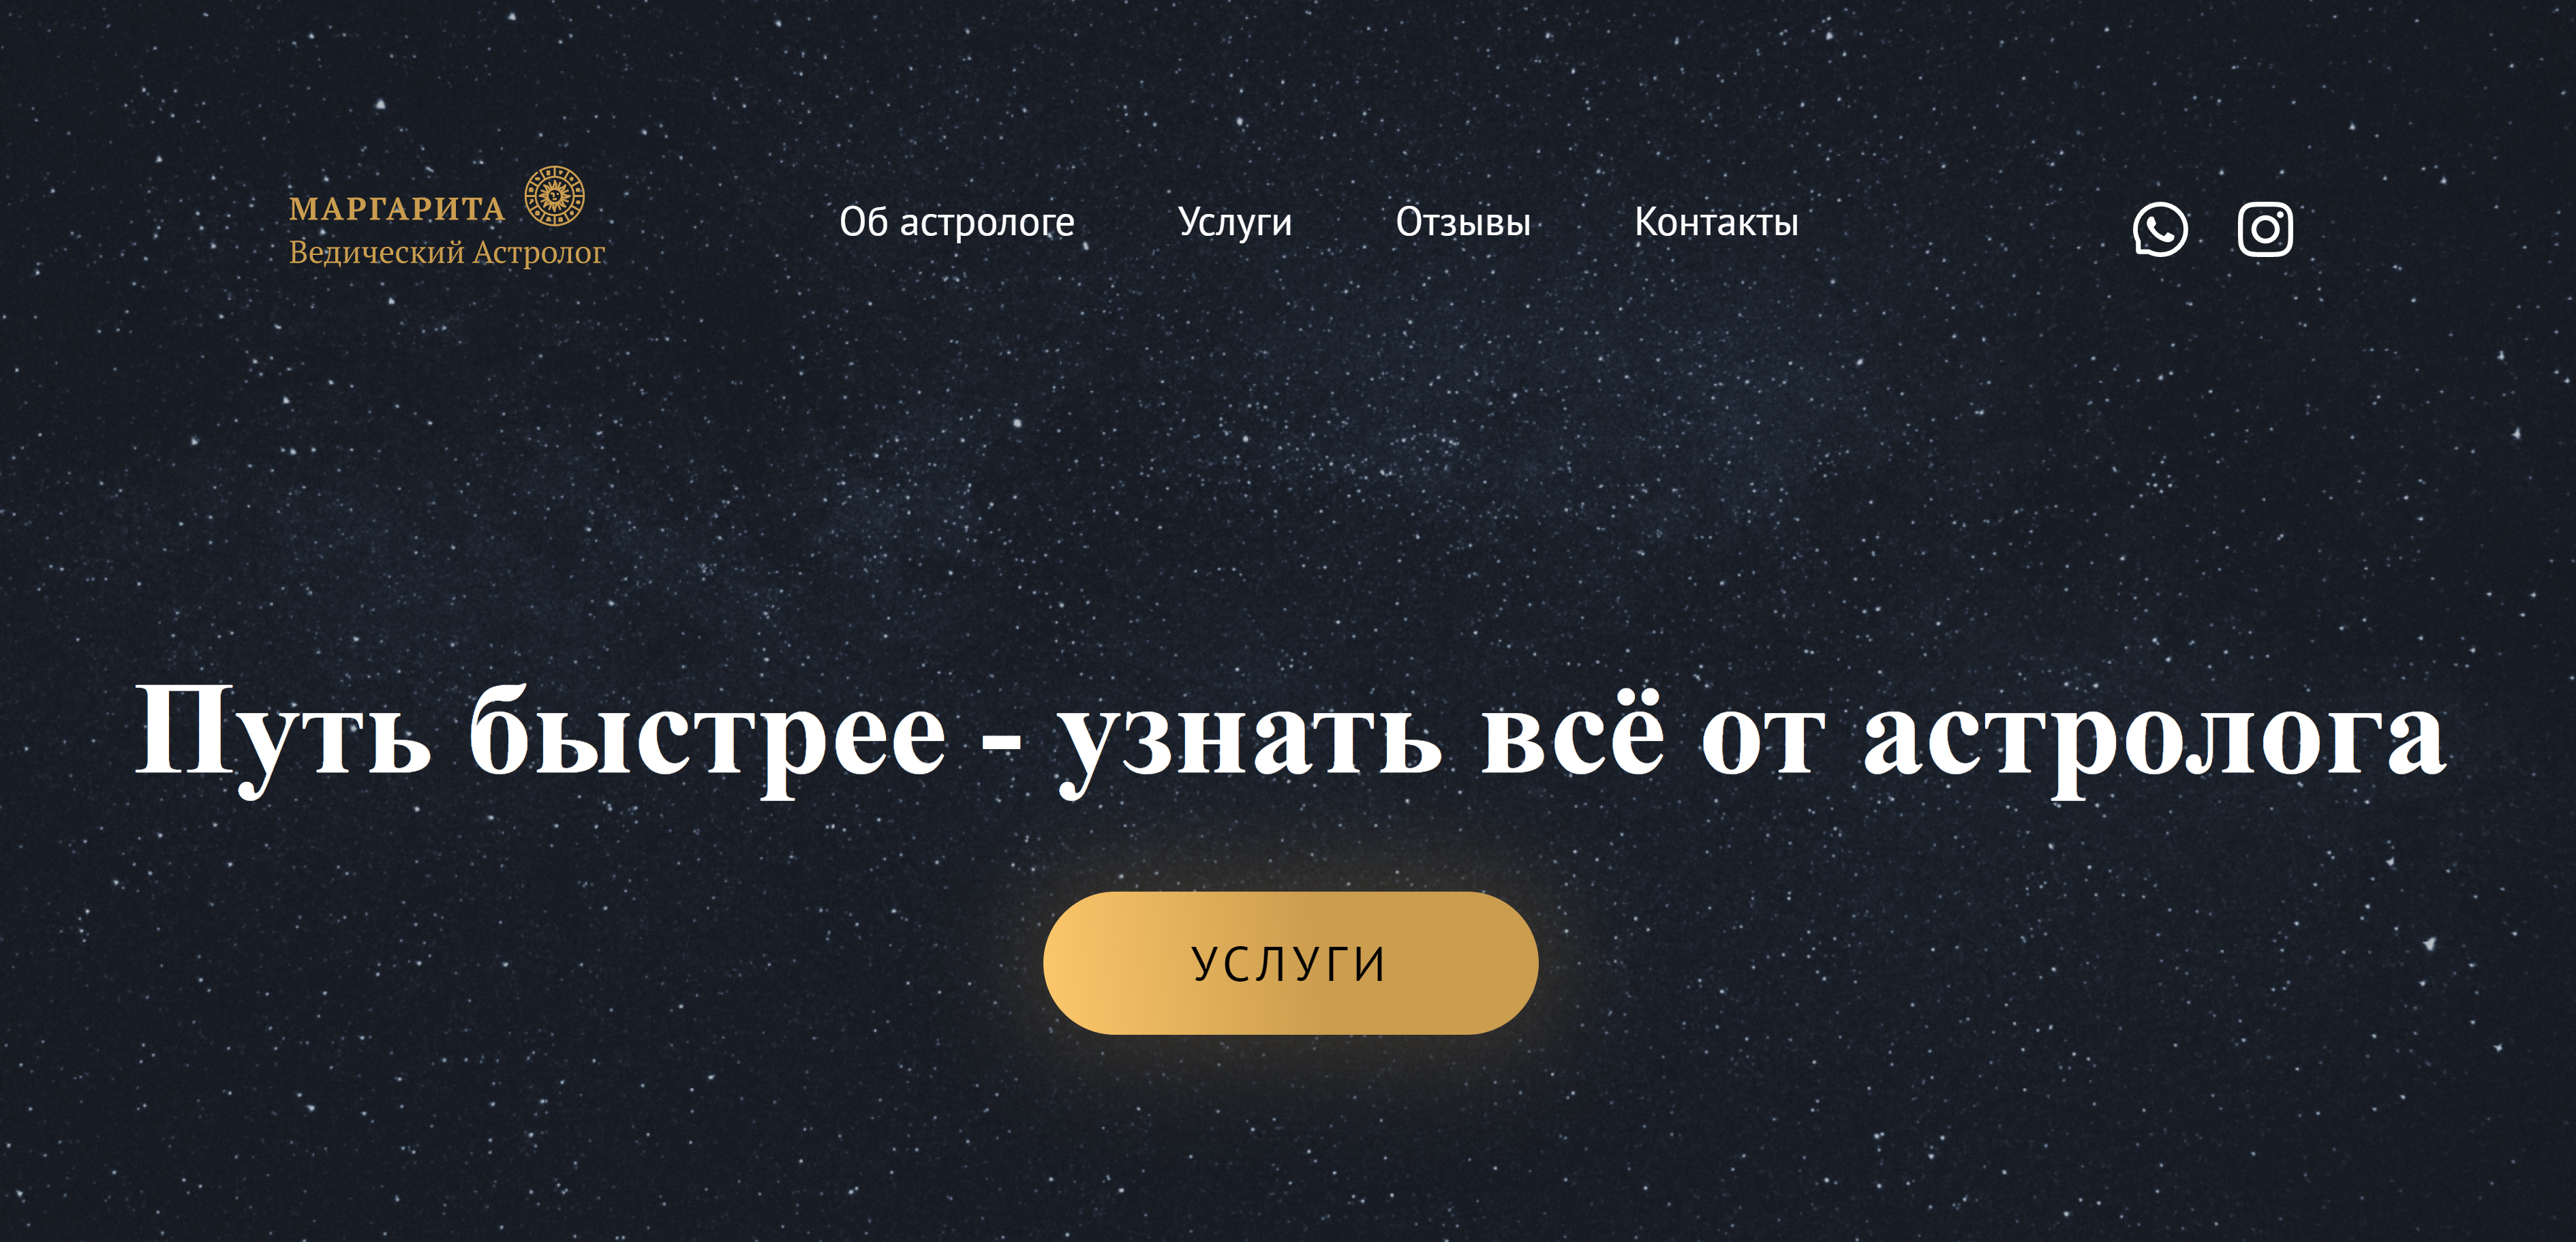 МАРГАРИТА
Ведический Астролог
Об астрологе Услуги Отзывы Контакты
Путь быстрее - узнать всё от астролога
УСЛУГИ